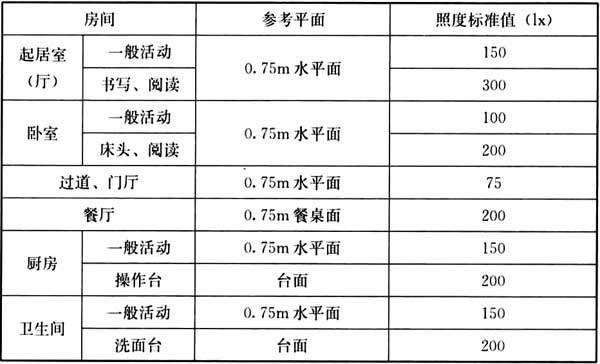 房间 参考平面 照度标准值（lx）
起居室（厅） 一般活动 0.75m 水平面 150
书写、阅读 300
卧室 一般活动 0.75m 水平面 100
床头、阅读 200
过道、门厅 0.75m 水平面 75
餐厅 0.75m 餐桌面 200
厨房 一般活动 0.75m 水平面 150
操作台 台面 200
卫生间 一般活动 0.75m 水平面 150
洗面台 台面 200